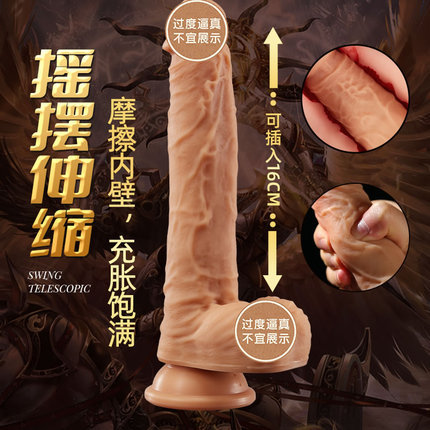 过度逼真
不宜展示
摇摆伸缩
SWING
TELESCOPIC
摩擦内壁，充胀饱满
可插入16CM
过度逼真
不宜展示